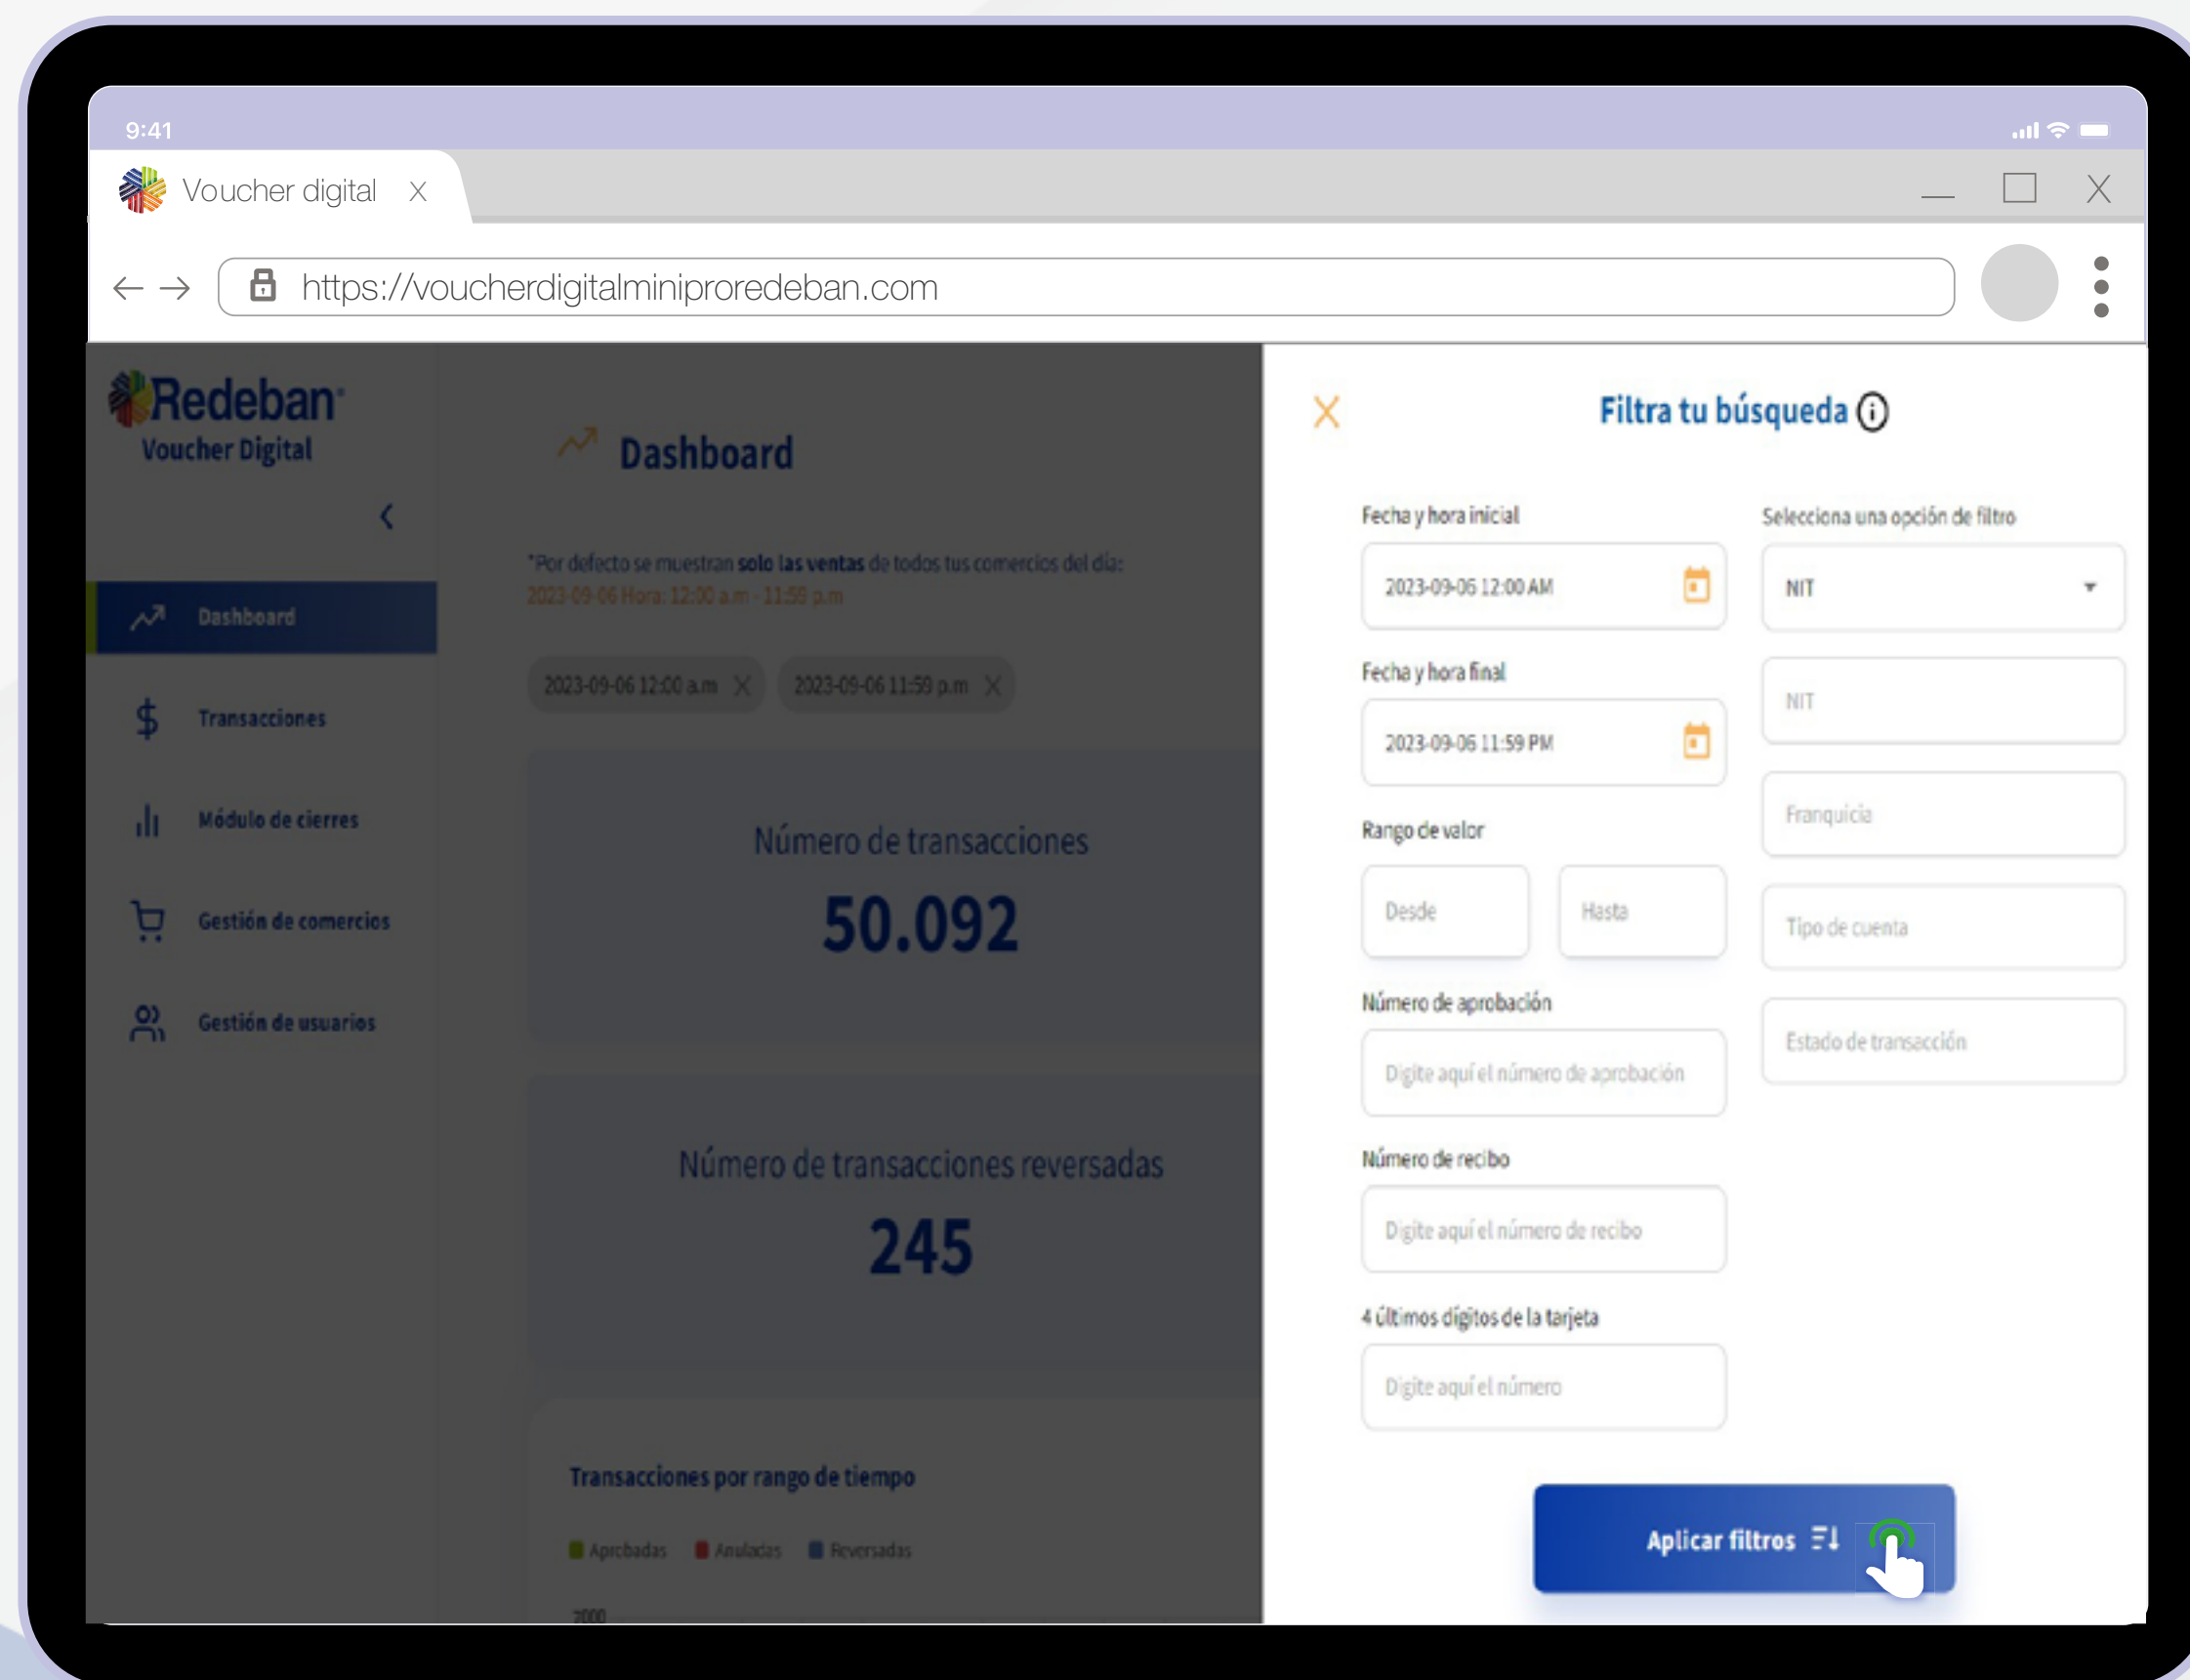 9:41
Voucher digital X
https://voucherdigitalminiproredeban.com
Redeban
Voucher Digital
Dashboard
Transacciones
Módulo de cierres
Gestión de comercios
Gestión de usuarios
Dashboard
*Por defecto se muestran solo las ventas de todos tus comercios del día:
2023-09-06 Hora: 12:00 a.m - 11:59 p.m
2023-09-06 12:00 a.m X 2023-09-06 11:59 p.m X
Número de transacciones
50.092
Número de transacciones reversadas
245
Transacciones por rango de tiempo
Aprobadas Anuladas Reversadas
2000
Filtra tu búsqueda
Fecha y hora inicial
2023-09-06 12:00 AM
Fecha y hora final
2023-09-06 11:59 PM
Rango de valor
Desde Hasta
Número de aprobación
Digite aquí el número de aprobación
Número de recibo
Digite aquí el número de recibo
4 últimos dígitos de la tarjeta
Digite aquí el número
Selecciona una opción de filtro
NIT
NIT
Franquicia
Tipo de cuenta
Estado de transacción
Aplicar filtros